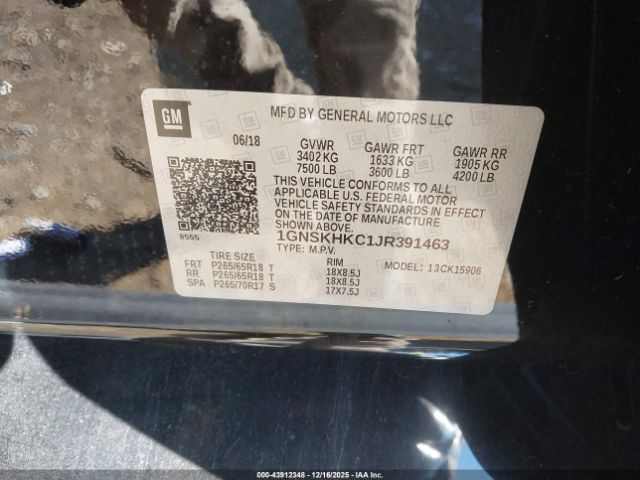 GM
MFD BY GENERAL MOTORS LLC
06/18 GVWR GAWR FRT GAWR RR
3402 KG 1633 KG 1905 KG
7500 LB 3600 LB 4200 LB
THIS VEHICLE CONFORMS TO ALL
APPLICABLE U.S. FEDERAL MOTOR
VEHICLE SAFETY STANDARDS IN EFFECT
ON THE DATE OF MANUFACTURE
SHOWN ABOVE.
1GNSKHKC1JR391463
8555 TYPE: M.P.V. MODEL: 13CK15906
TIRE SIZE RIM
FRT P265/65R18 T 18X8.5J
RR P265/65R18 T 18X8.5J
SPA P265/70R17 S 17X7.5J
000-43912348 - 12/16/2025 - IAA Inc.